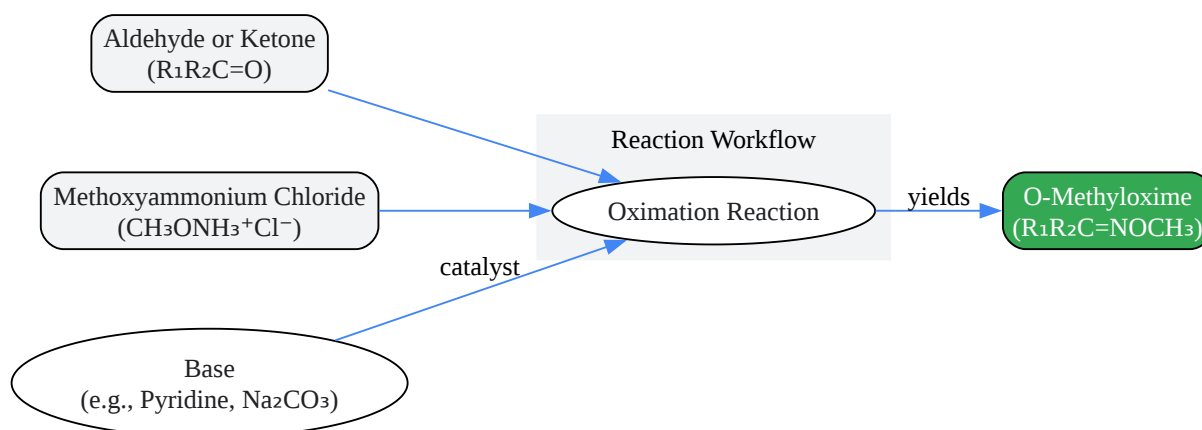 Aldehyde or Ketone
(R₁R₂C=O)
Reaction Workflow
Methoxyammonium Chloride
(CH₃ONH₃⁺Cl⁻)
Oximation Reaction
yields
O-Methyloxime
(R₁R₂C=NOCH₃)
catalyst
Base
(e.g., Pyridine, Na₂CO₃)